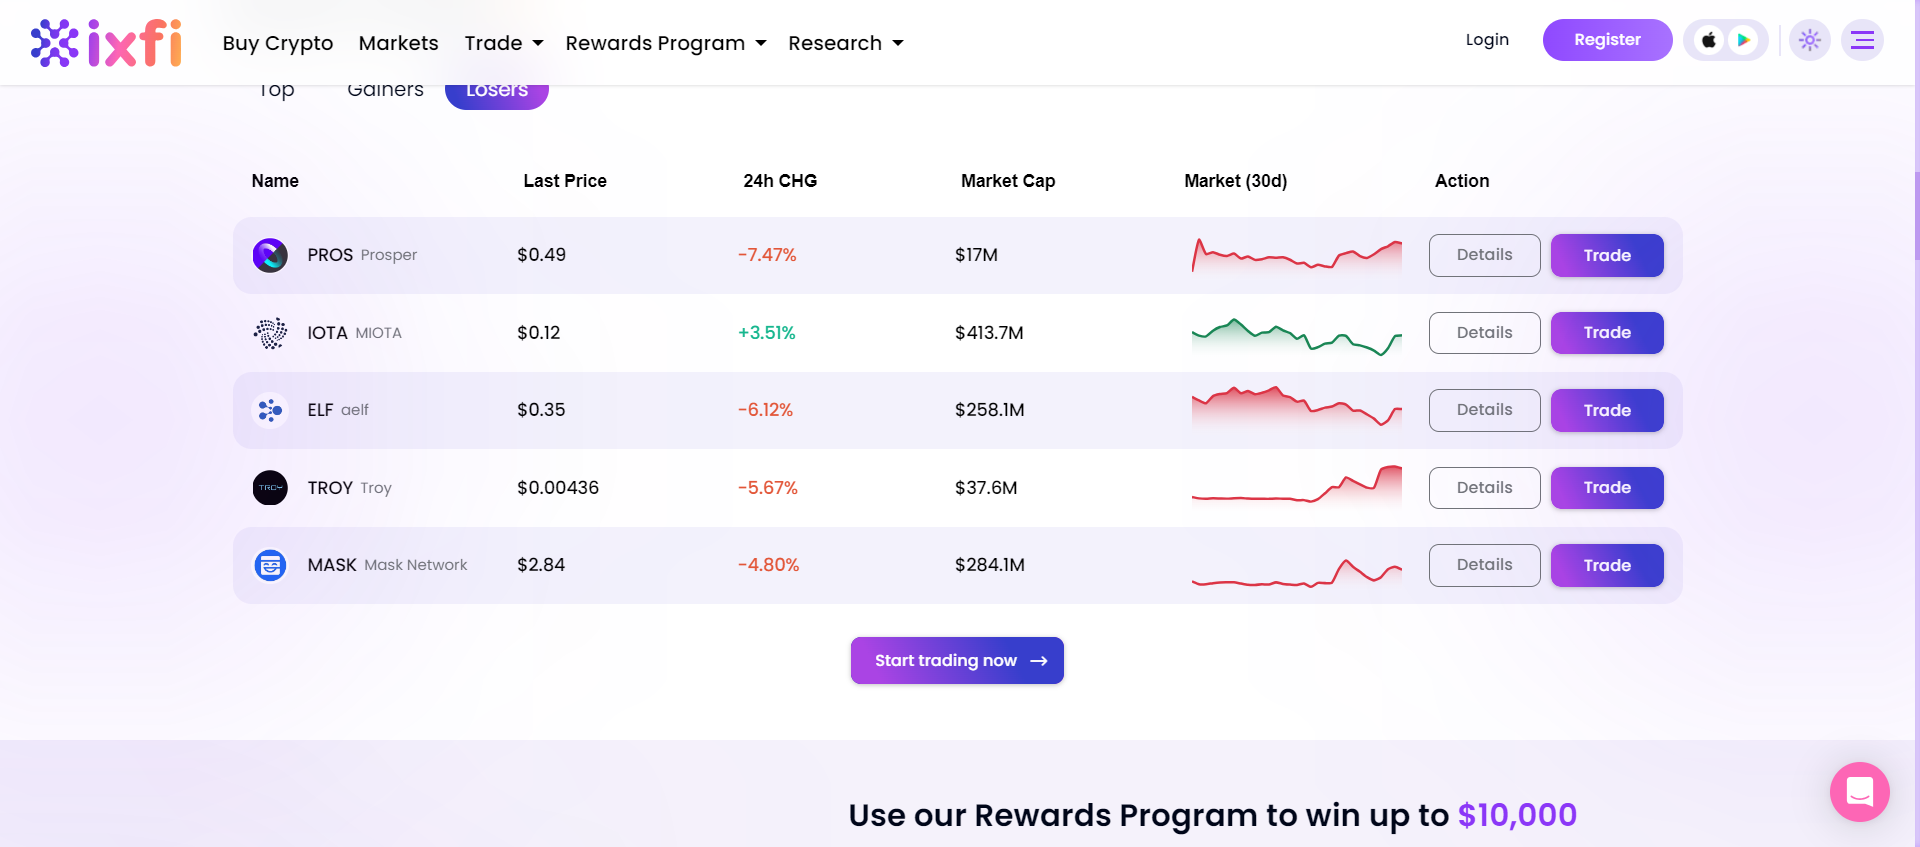 ixfi Buy Crypto Markets Trade Rewards Program Research Login Register
Top Gainers Losers
Name Last Price 24h CHG Market Cap Market (30d) Action
PROS Prosper $0.49 -7.47% $17M Details Trade
IOTA MIOTA $0.12 +3.51% $413.7M Details Trade
ELF aelf $0.35 -6.12% $258.1M Details Trade
TROY TROY Troy $0.00436 -5.67% $37.6M Details Trade
MASK Mask Network $2.84 -4.80% $284.1M Details Trade
Start trading now →
Use our Rewards Program to win up to $10,000